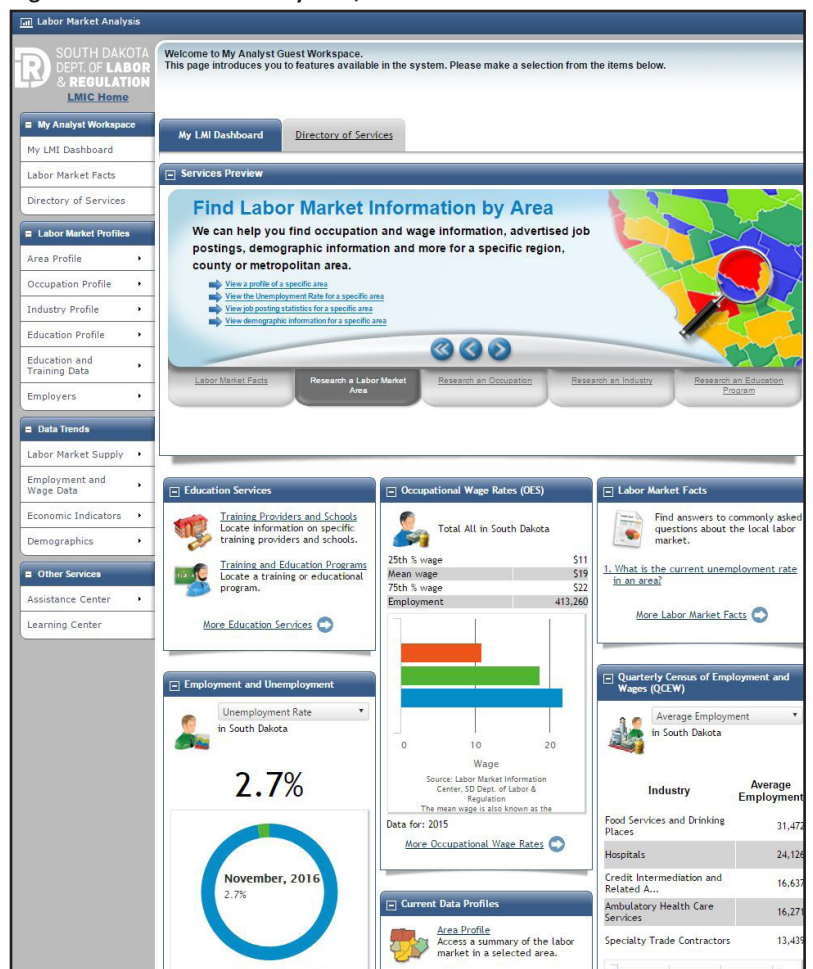 Labor Market Analysis
SOUTH DAKOTA
DEPT. OF LABOR
& REGULATION
LMIC Home
Welcome to My Analyst Guest Workspace.
This page introduces you to features available in the system. Please make a selection from the items below.
My Analyst Workspace
My LMI Dashboard
Labor Market Facts
Directory of Services
Labor Market Profiles
Area Profile
Occupation Profile
Industry Profile
Education Profile
Education and
Training Data
Employers
Data Trends
Labor Market Supply
Employment and
Wage Data
Economic Indicators
Demographics
Other Services
Assistance Center
Learning Center
My LMI Dashboard
Directory of Services
Services Preview
Find Labor Market Information by Area
We can help you find occupation and wage information, advertised job
postings, demographic information and more for a specific region,
county or metropolitan area.
View a profile of a specific area
View the Unemployment Rate for a specific area
View job posting statistics for a specific area
View demographic information for a specific area
Labor Market Facts
Research a Labor Market
Area
Research an Occupation
Research an Industry
Research an Education
Program
Education Services
Training Providers and Schools
Locate information on specific
training providers and schools.
Training and Education Programs
Locate a training or educational
program.
More Education Services
Employment and Unemployment
Unemployment Rate
in South Dakota
2.7%
November, 2016
2.7%
Occupational Wage Rates (OES)
Total All in South Dakota
25th % wage $11
Mean wage $19
75th % wage $22
Employment 413,260
0 10 20
Wage
Source: Labor Market Information
Center, SD Dept. of Labor &
Regulation
The mean wage is also known as the
Data for: 2015
More Occupational Wage Rates
Current Data Profiles
Area Profile
Access a summary of the labor
market in a selected area.
Labor Market Facts
Find answers to commonly asked
questions about the local labor
market.
1. What is the current unemployment rate
in an area?
More Labor Market Facts
Quarterly Census of Employment and
Wages (QCEW)
Average Employment
in South Dakota
Industry Average
Employment
Food Services and Drinking
Places 31,472
Hospitals 24,126
Credit Intermediation and
Related A... 16,637
Ambulatory Health Care
Services 16,271
Specialty Trade Contractors 13,439